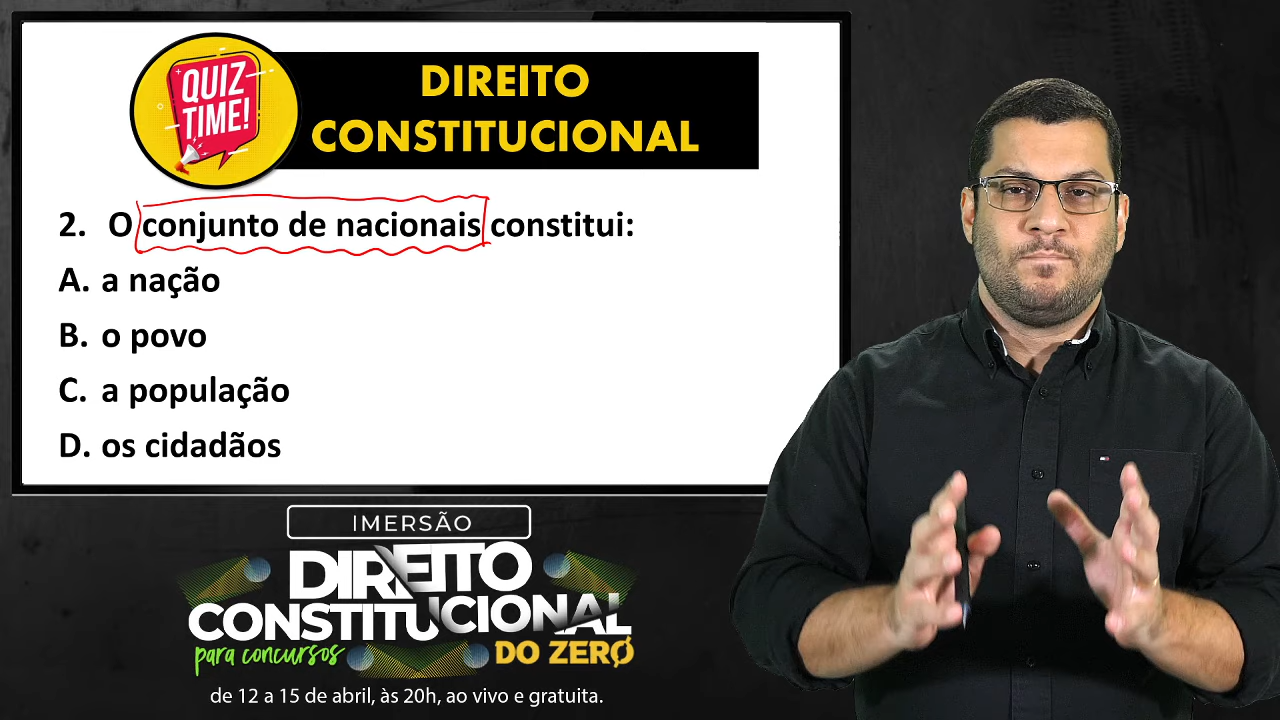 QUIZ
TIME!
DIREITO
CONSTITUCIONAL
2. O conjunto de nacionais constitui:
A. a nação
B. o povo
C. a população
D. os cidadãos
IMERSÃO
DIREITO
CONSTITUCIONAL
para concursos
DO ZERO
de 12 a 15 de abril, às 20h, ao vivo e gratuita.